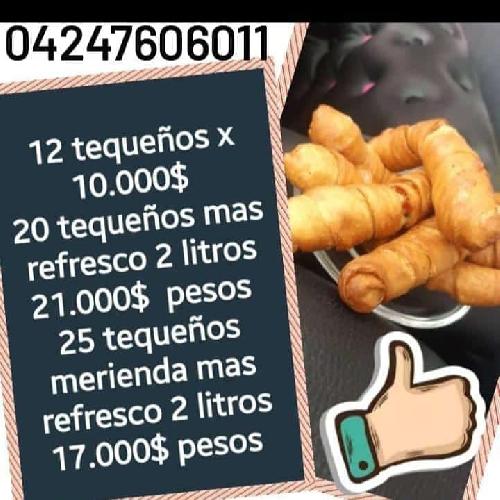 04247606011
12 tequeños x
10.000$
20 tequeños mas
refresco 2 litros
21.000$ pesos
25 tequeños
merienda mas
refresco 2 litros
17.000$ pesos